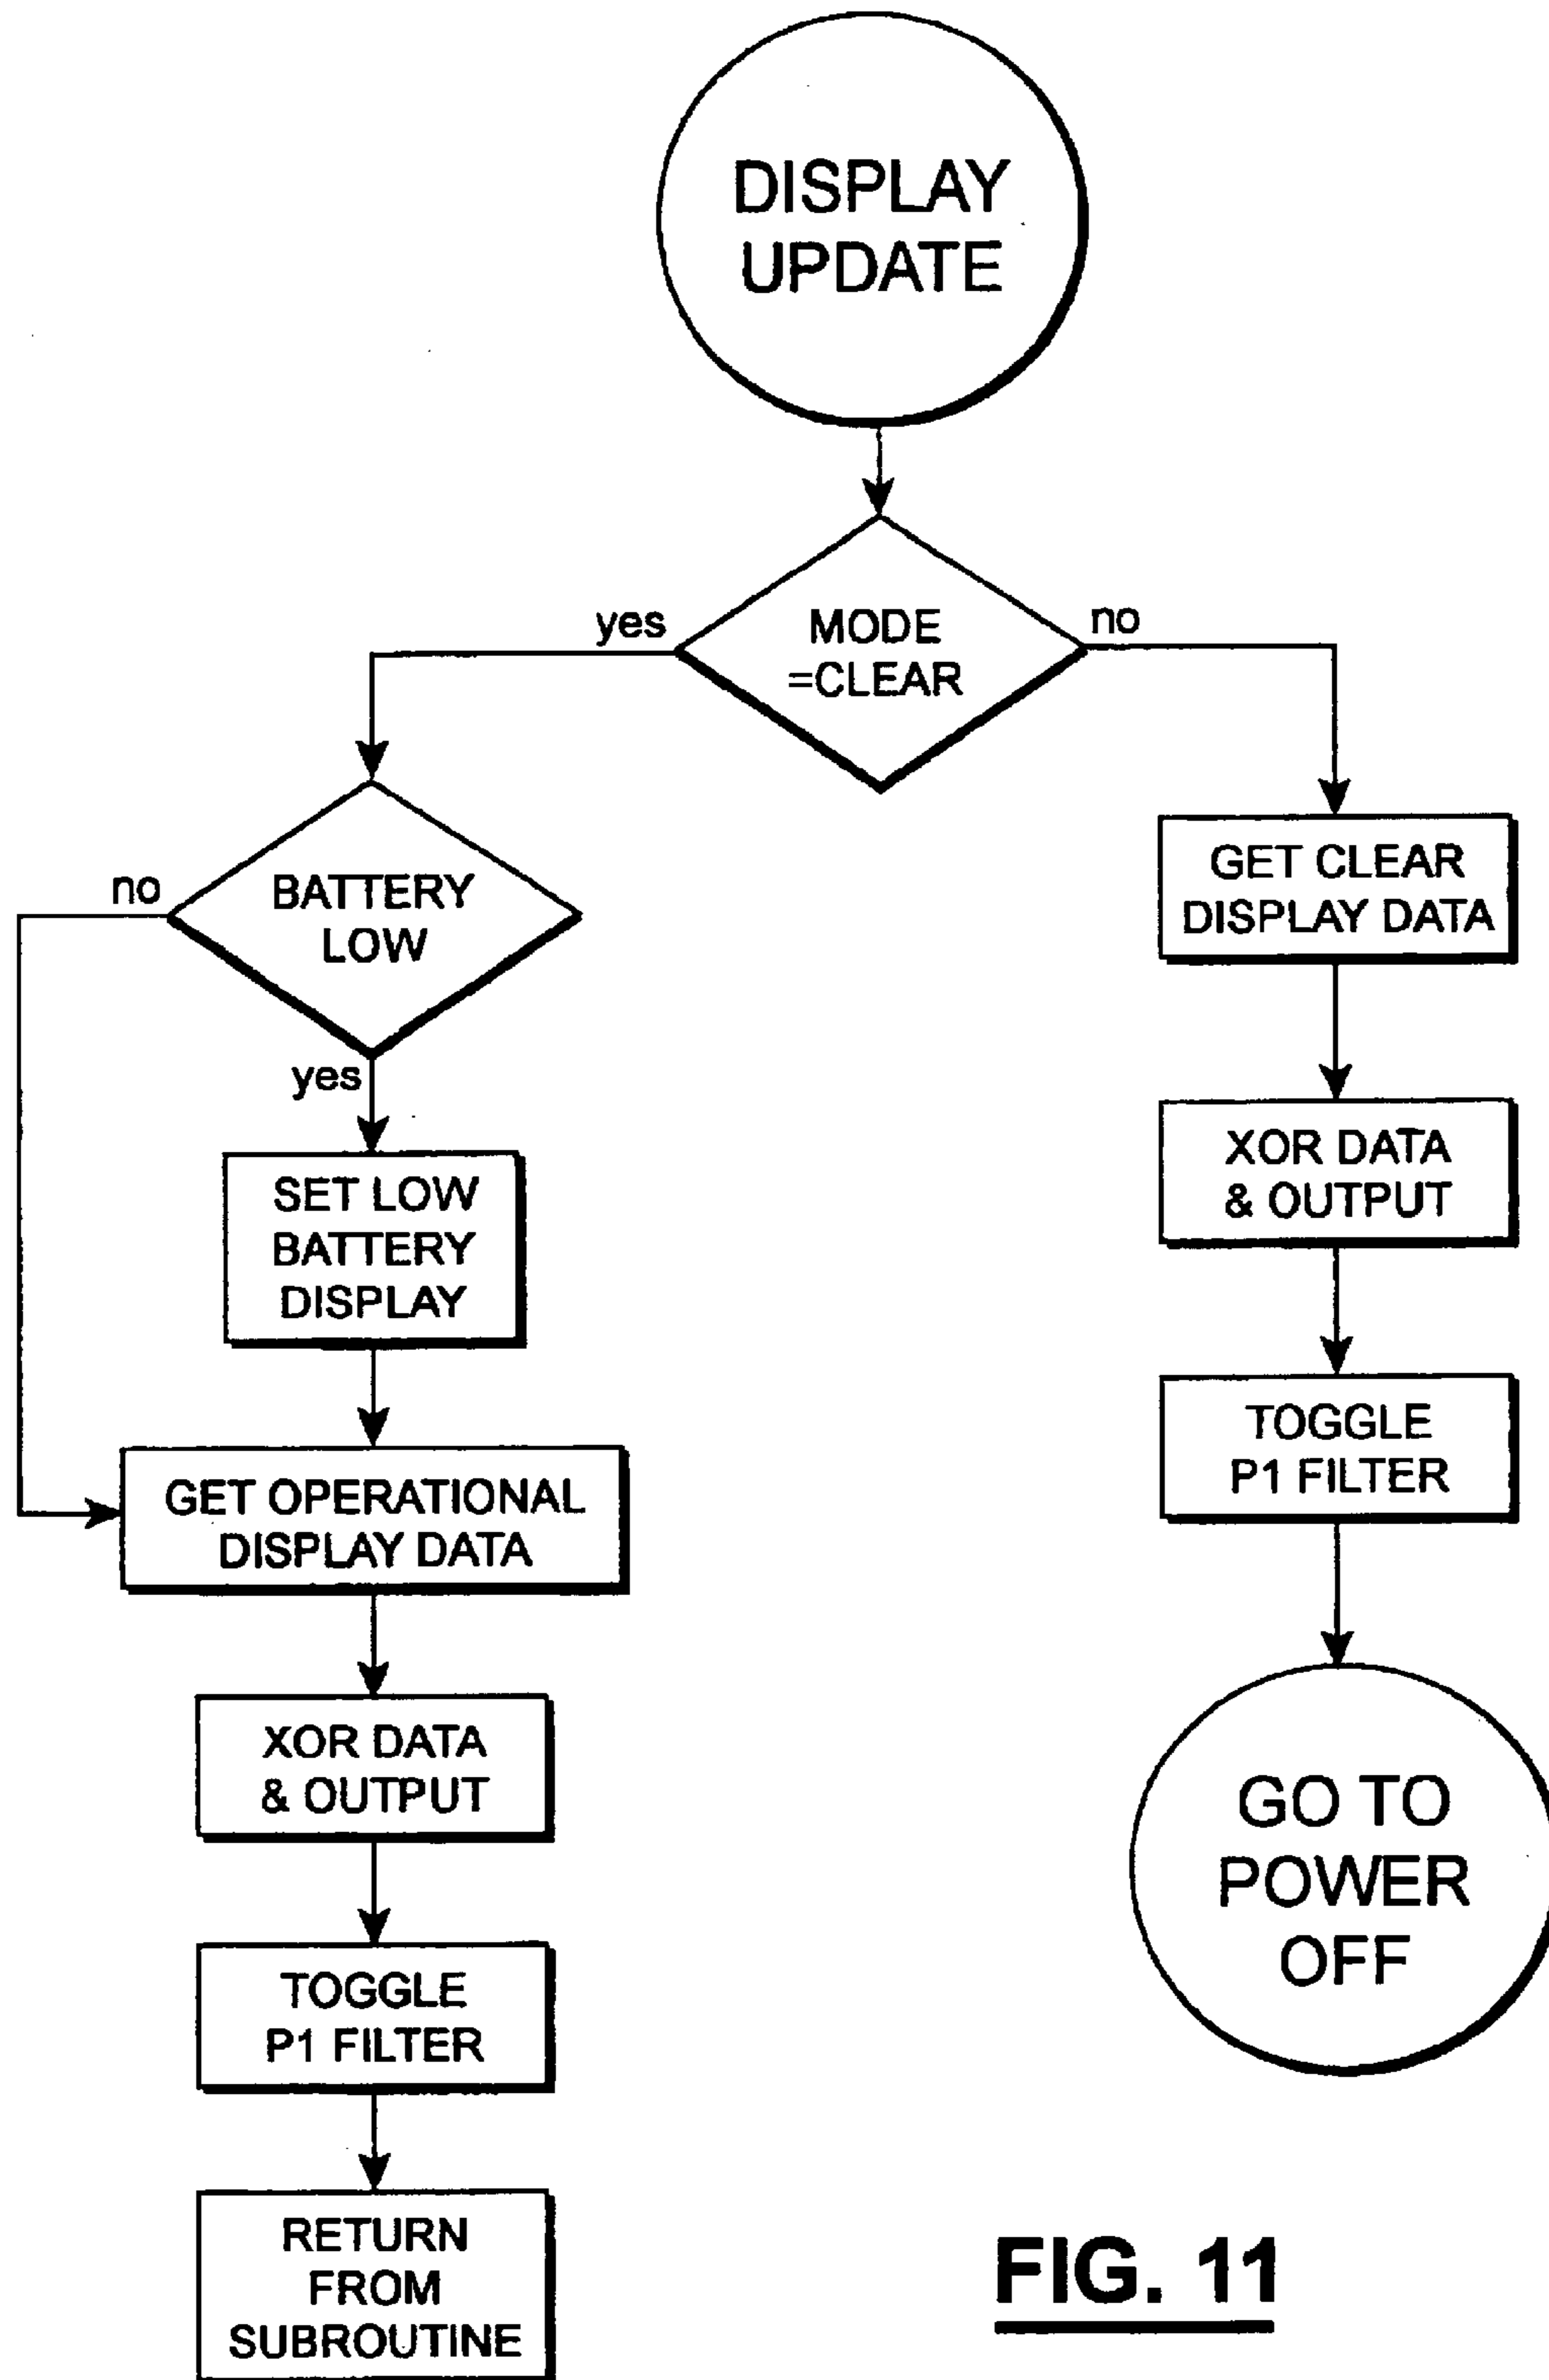 DISPLAY
UPDATE
yes
MODE
=CLEAR
no
no
BATTERY
LOW
yes
SET LOW
BATTERY
DISPLAY
GET OPERATIONAL
DISPLAY DATA
XOR DATA
& OUTPUT
TOGGLE
P1 FILTER
RETURN
FROM
SUBROUTINE
GET CLEAR
DISPLAY DATA
XOR DATA
& OUTPUT
TOGGLE
P1 FILTER
GO TO
POWER
OFF
FIG. 11